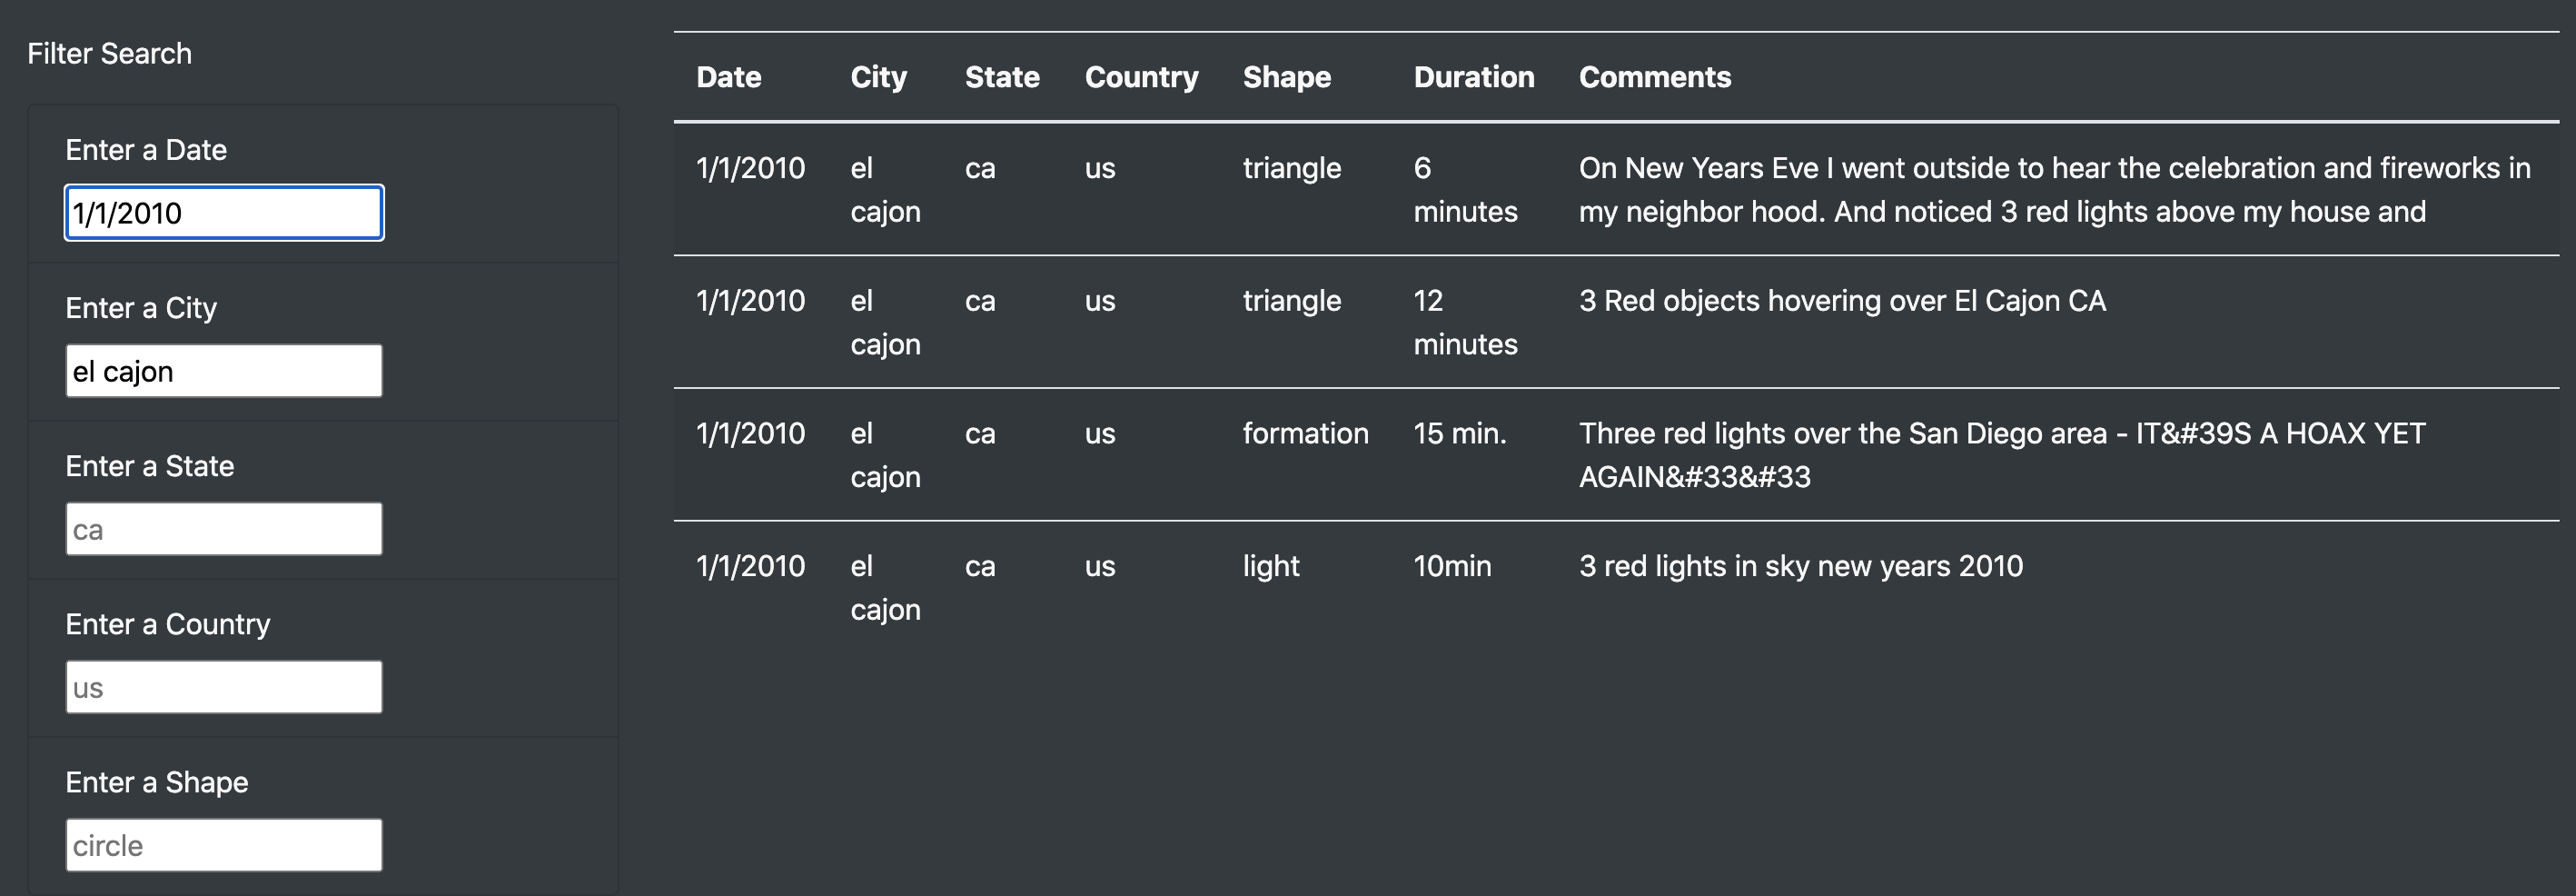 Filter Search
Enter a Date
1/1/2010
Enter a City
el cajon
Enter a State
ca
Enter a Country
us
Enter a Shape
circle
Date City State Country Shape Duration Comments
1/1/2010 el ca us triangle 6 On New Years Eve I went outside to hear the celebration and fireworks in
cajon minutes my neighbor hood. And noticed 3 red lights above my house and
1/1/2010 el ca us triangle 12 3 Red objects hovering over El Cajon CA
cajon minutes
1/1/2010 el ca us formation 15 min. Three red lights over the San Diego area - IT&#39S A HOAX YET
cajon AGAIN&#33&#33
1/1/2010 el ca us light 10min 3 red lights in sky new years 2010
cajon